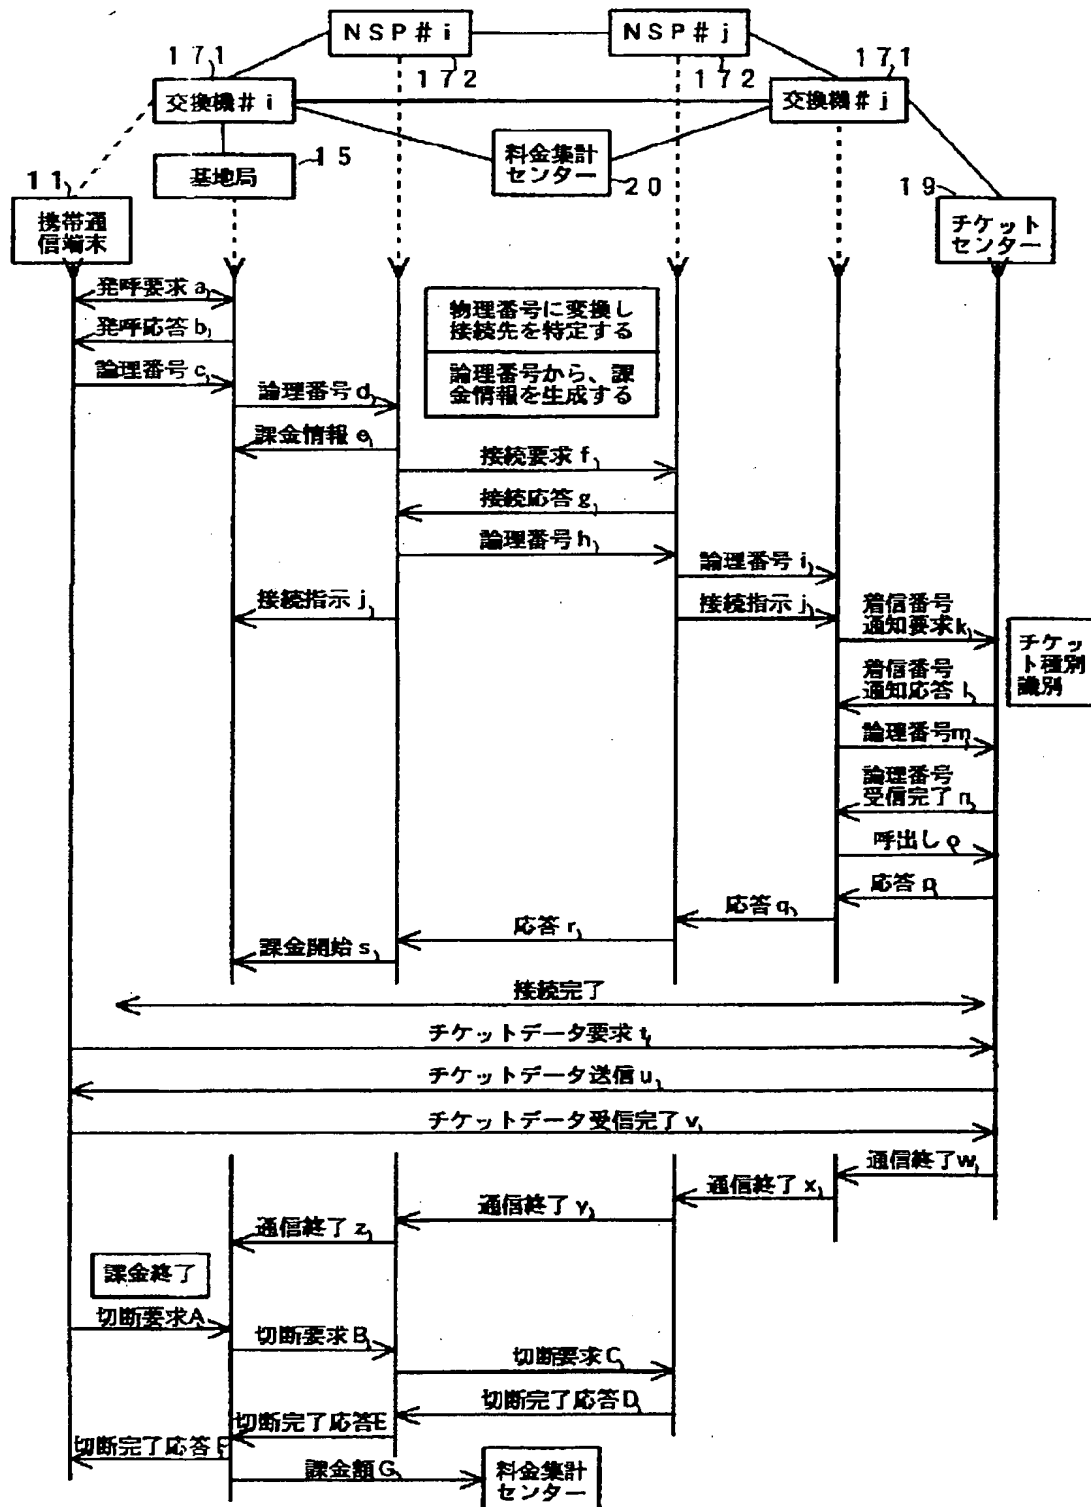 NSP#i
NSP#j
171
172
172
171
交換機#i
交換機#j
基地局
15
料金集計
センター
20
11
携帯通
信端末
19
チケット
センター
発呼要求 a
発呼応答 b
論理番号 c
論理番号 d
課金情報 e
物理番号に変換し
接続先を特定する
論理番号から、課
金情報を生成する
接続要求 f
接続応答 g
論理番号 h
論理番号 i
接続指示 j
接続指示 j
着信番号
通知要求 k
チケッ
ト種別
識別
着信番号
通知応答 l
論理番号 m
論理番号
受信完了 n
呼出し o
応答 p
応答 q
応答 r
課金開始 s
接続完了
チケットデータ要求 t
チケットデータ送信 u
チケットデータ受信完了 v
通信終了 w
通信終了 x
通信終了 y
通信終了 z
課金終了
切断要求 A
切断要求 B
切断要求 C
切断完了応答 D
切断完了応答 E
切断完了応答 F
課金額 G
料金集計
センター